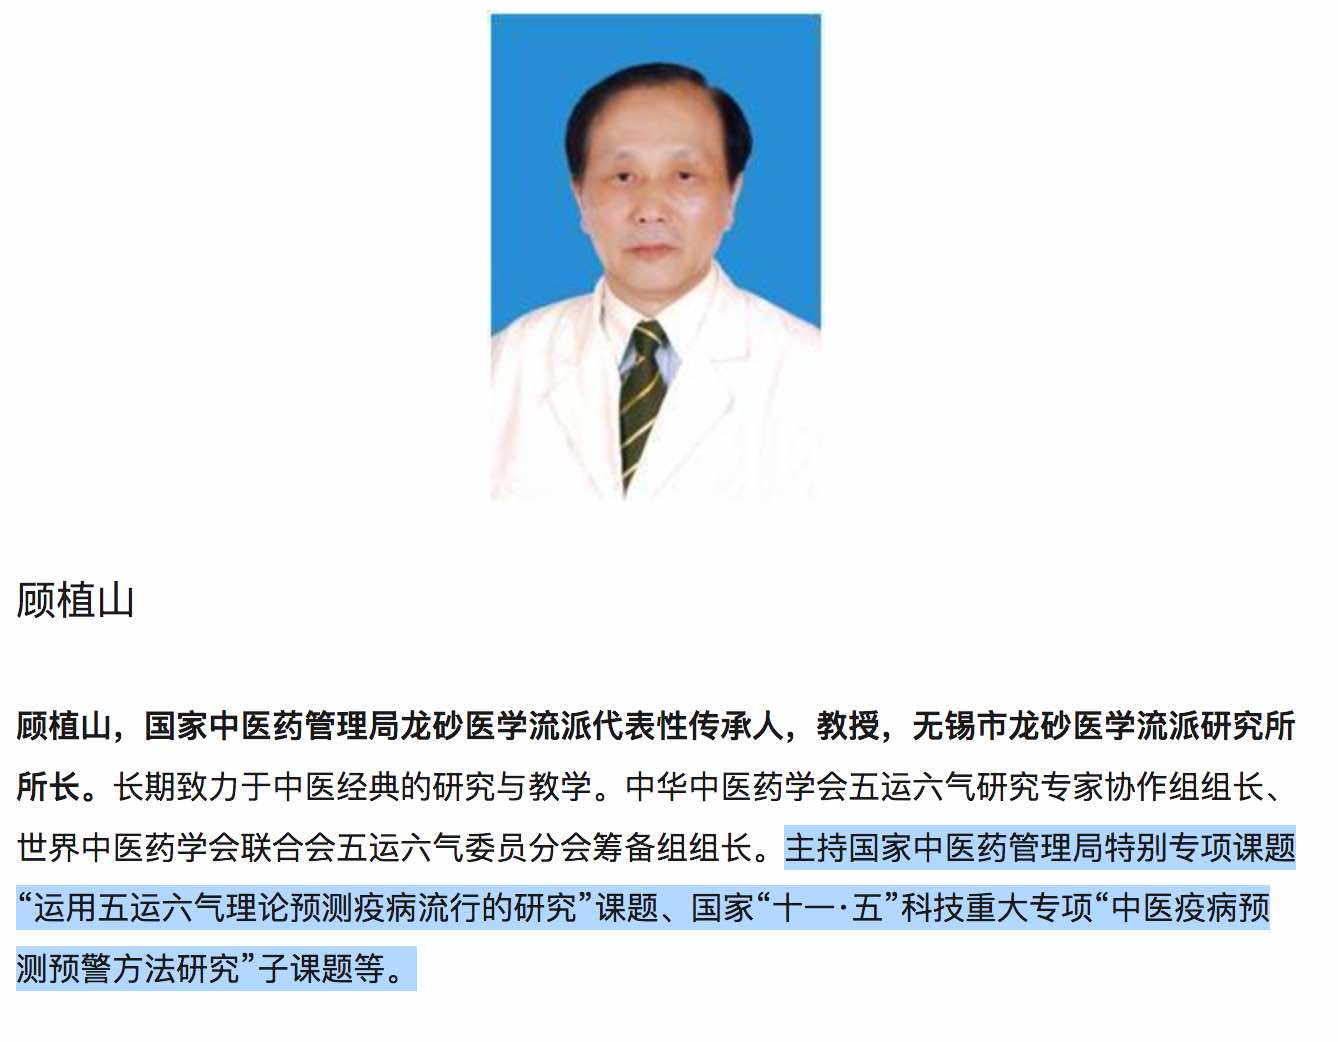 顾植山
顾植山，国家中医药管理局龙砂医学流派代表性传承人，教授，无锡市龙砂医学流派研究所
所长。长期致力于中医经典的研究与教学。中华中医药学会五运六气研究专家协作组组长、
世界中医药学会联合会五运六气委员分会筹备组组长。主持国家中医药管理局特别专项课题
“运用五运六气理论预测疫病流行的研究”课题、国家“十一·五”科技重大专项“中医疫病预
测预警方法研究”子课题等。